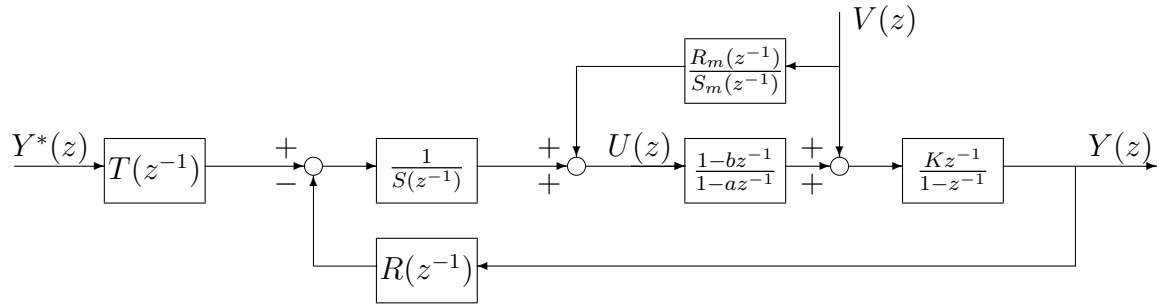 V(z)
R_m(z^{-1})
S_m(z^{-1})
Y*(z)
T(z^{-1})
+
−
1
S(z^{-1})
+
+
U(z)
1−bz^{-1}
1−az^{-1}
+
+
Kz^{-1}
1−z^{-1}
Y(z)
R(z^{-1})